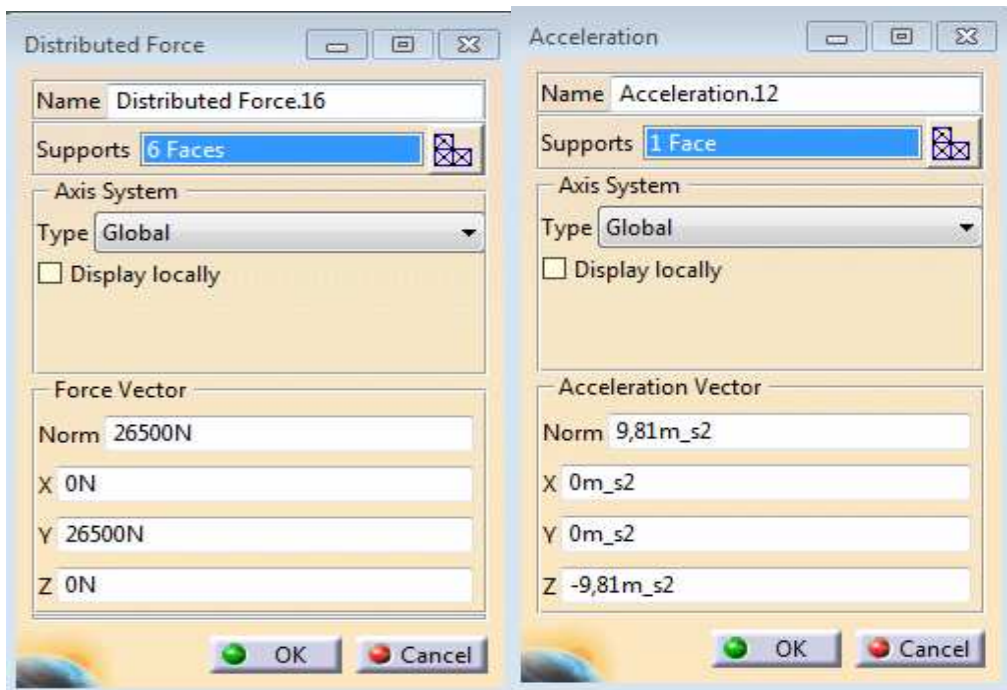 Distributed Force
Name Distributed Force.16
Supports 6 Faces
Axis System
Type Global
Display locally
Force Vector
Norm 26500N
X 0N
Y 26500N
Z 0N
OK Cancel
Acceleration
Name Acceleration.12
Supports 1 Face
Axis System
Type Global
Display locally
Acceleration Vector
Norm 9,81m_s2
X 0m_s2
Y 0m_s2
Z -9,81m_s2
OK Cancel